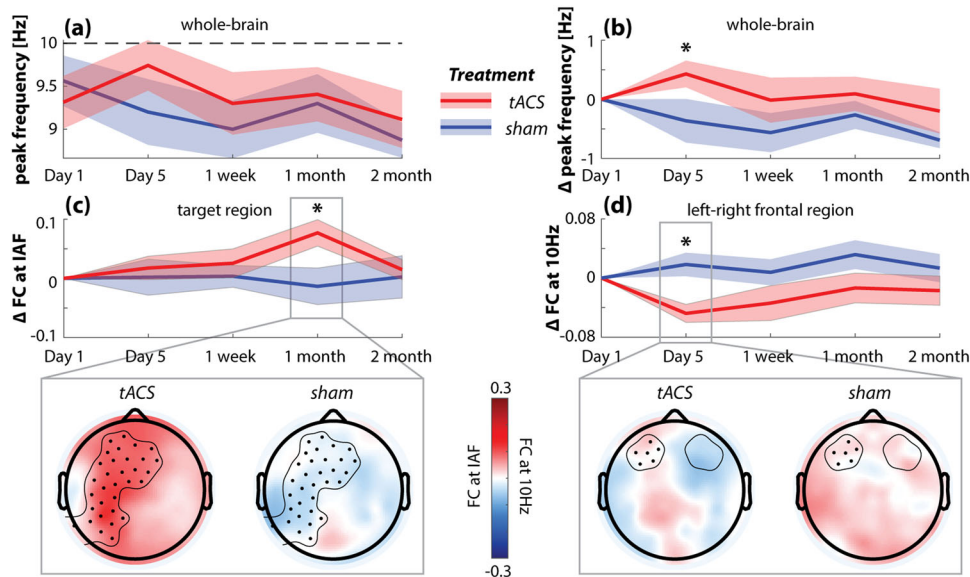 (a) whole-brain
peak frequency [Hz]
10
9.5
9
Day 1 Day 5 1 week 1 month 2 month
Treatment
tACS
sham
(b) whole-brain
Δ peak frequency [Hz]
1
0
-1
*
Day 1 Day 5 1 week 1 month 2 month
(c) target region
Δ FC at IAF
0.1
0
-0.1
*
Day 1 Day 5 1 week 1 month 2 month
(d) left-right frontal region
Δ FC at 10Hz
0.08
0
-0.08
*
Day 1 Day 5 1 week 1 month 2 month
tACS sham
0.3
FC at IAF
FC at 10Hz
-0.3
tACS sham